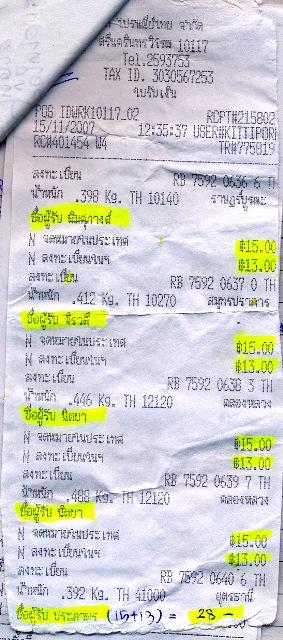 ไปรษณีย์ไทย จำกัด
10117
Tel.2593753
TAX ID. 3030567253
ใบรับเงิน
POS IDWRK10117_02 RCPT#215802
15/11/2007 12:35:37 USER#KITTIPORN
RC#401454 W4 TR#775819
ลงทะเบียน RB 7592 0636 6 TH
น้ำหนัก .398 Kg. TH 10140 ราษฎร์บูรณะ
ชื่อผู้รับ
N จดหมายในประเทศ ฿15.00
N ลงทะเบียนในฯ ฿13.00
ลงทะเบียน RB 7592 0637 0 TH
น้ำหนัก .412 Kg. TH 10270 สมุทรปราการ
ชื่อผู้รับ จิรวดี
N จดหมายในประเทศ ฿15.00
N ลงทะเบียนในฯ ฿13.00
ลงทะเบียน RB 7592 0638 3 TH
น้ำหนัก .446 Kg. TH 12120 คลองหลวง
ชื่อผู้รับ นิตยา
N จดหมายในประเทศ ฿15.00
N ลงทะเบียนในฯ ฿13.00
ลงทะเบียน RB 7592 0639 7 TH
น้ำหนัก .488 Kg. TH 12120 คลองหลวง
ชื่อผู้รับ นิตยา
N จดหมายในประเทศ ฿15.00
N ลงทะเบียนในฯ ฿13.00
ลงทะเบียน RB 7592 0640 6 TH
น้ำหนัก .392 Kg. TH 41000 อุดรธานี
ชื่อผู้รับ ประภาพร (15+13) = 28 -